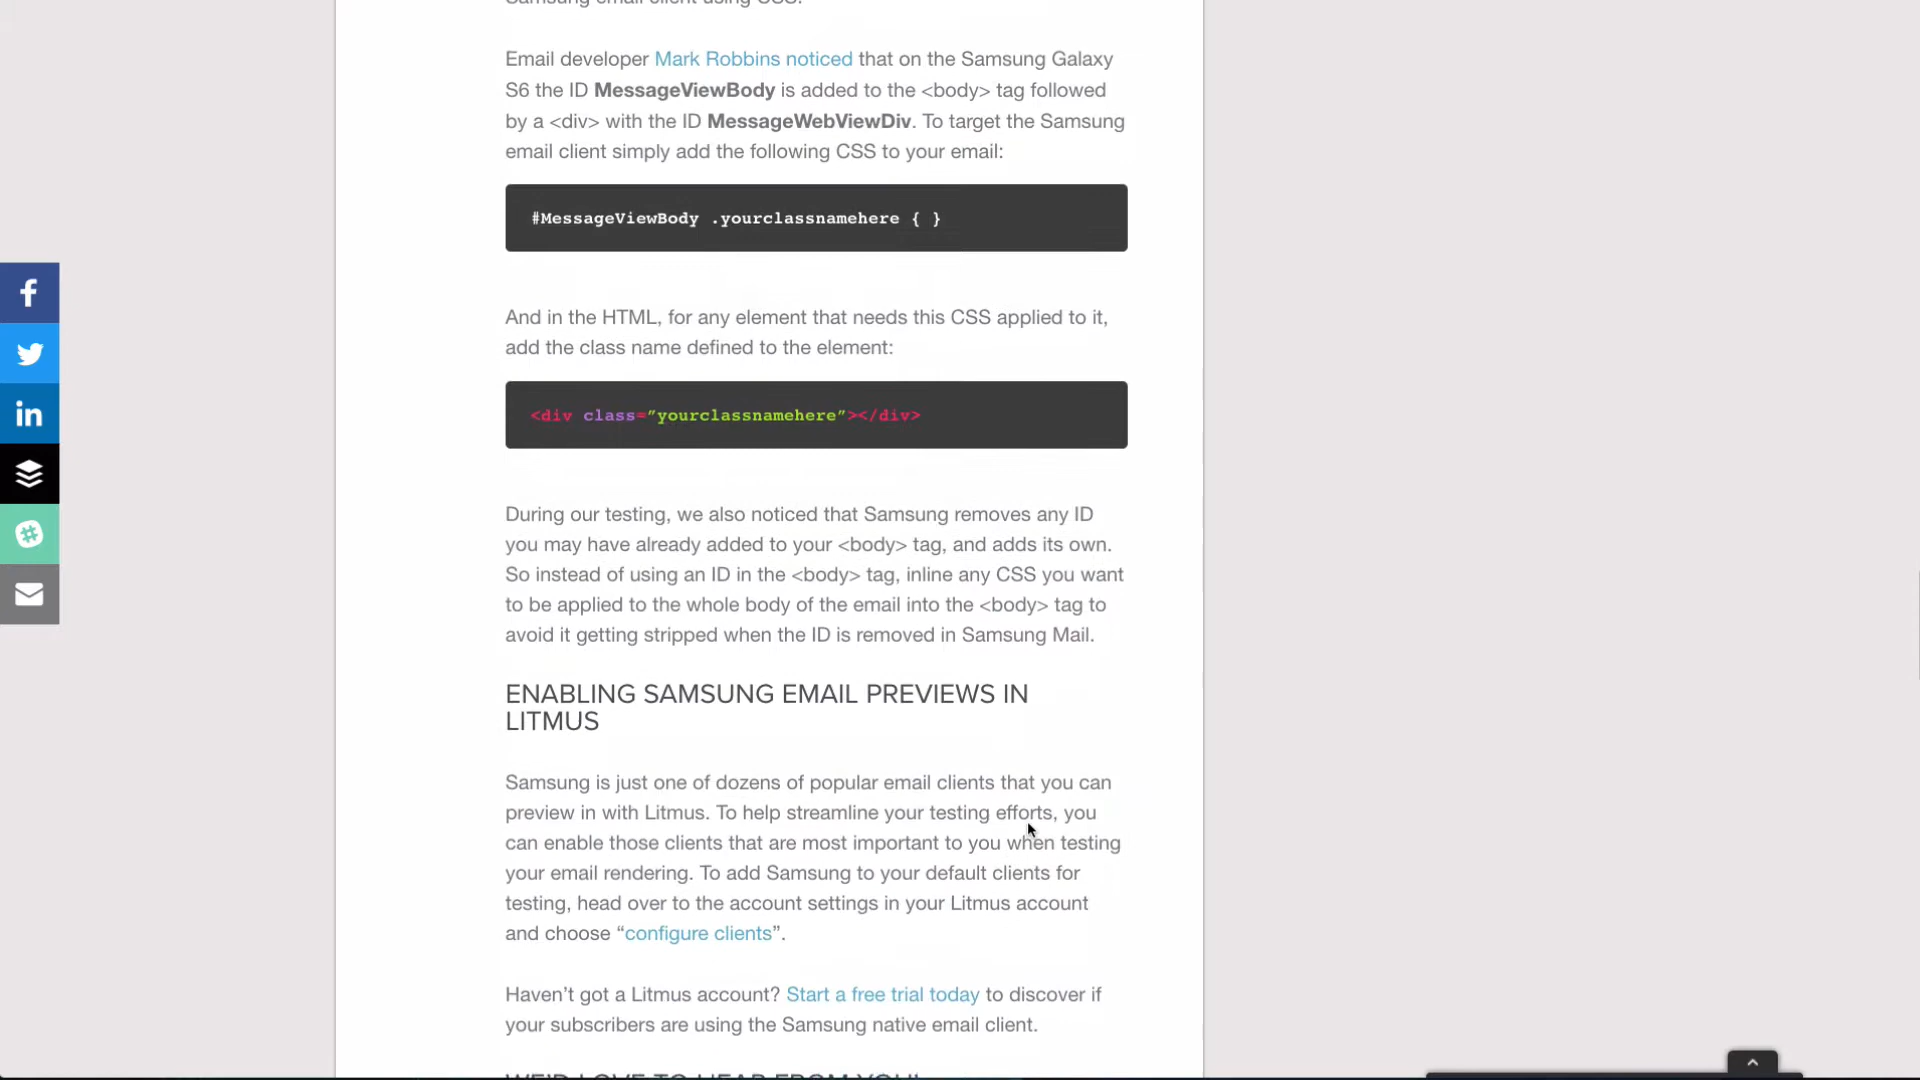 Samsung email client using CSS.
Email developer Mark Robbins noticed that on the Samsung Galaxy
S6 the ID MessageViewBody is added to the <body> tag followed
by a <div> with the ID MessageWebViewDiv. To target the Samsung
email client simply add the following CSS to your email:
#MessageViewBody .yourclassnamehere { }
And in the HTML, for any element that needs this CSS applied to it,
add the class name defined to the element:
<div class=”yourclassnamehere”></div>
During our testing, we also noticed that Samsung removes any ID
you may have already added to your <body> tag, and adds its own.
So instead of using an ID in the <body> tag, inline any CSS you want
to be applied to the whole body of the email into the <body> tag to
avoid it getting stripped when the ID is removed in Samsung Mail.
ENABLING SAMSUNG EMAIL PREVIEWS IN
LITMUS
Samsung is just one of dozens of popular email clients that you can
preview in with Litmus. To help streamline your testing efforts, you
can enable those clients that are most important to you when testing
your email rendering. To add Samsung to your default clients for
testing, head over to the account settings in your Litmus account
and choose “configure clients”.
Haven’t got a Litmus account? Start a free trial today to discover if
your subscribers are using the Samsung native email client.
WE’D LOVE TO HEAR FROM YOU!